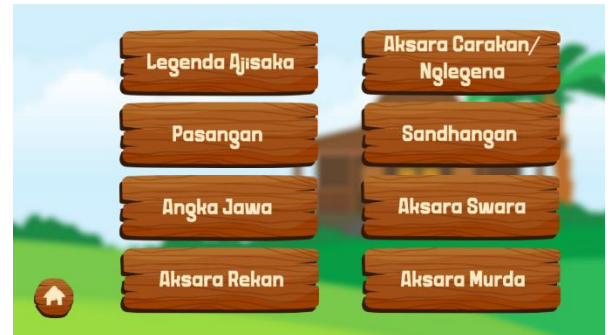 Legenda Ajisaka
Aksara Carakan/
Nglegena
Pasangan
Sandhangan
Angka Jawa
Aksara Swara
Aksara Rekan
Aksara Murda